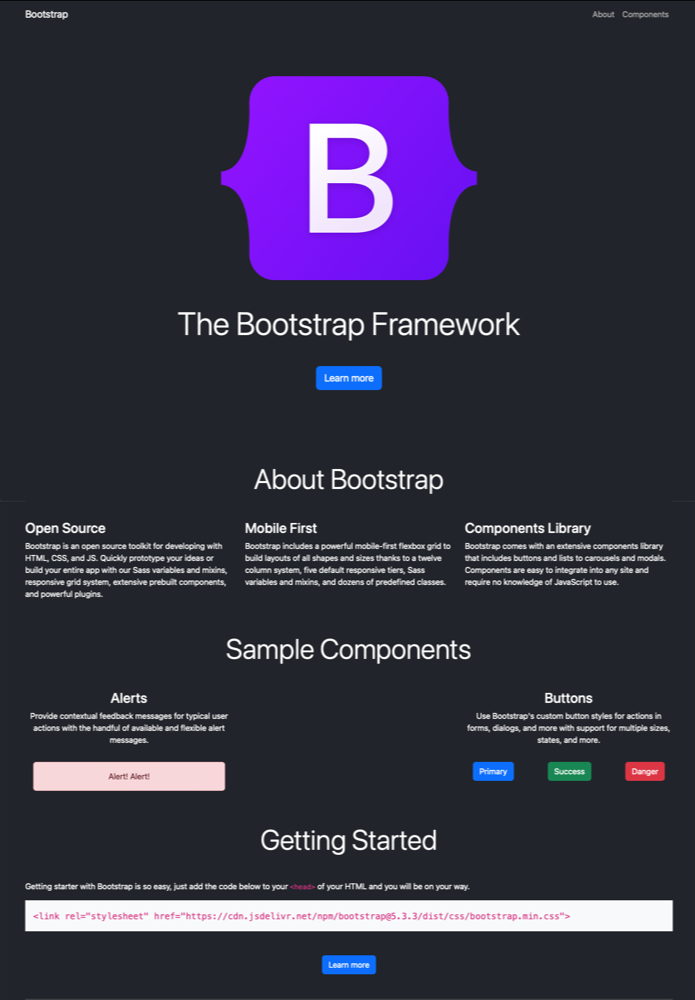 Bootstrap
About Components
B
The Bootstrap Framework
Learn more
About Bootstrap
Open Source
Bootstrap is an open source toolkit for developing with
HTML, CSS, and JS. Quickly prototype your ideas or
build your entire app with our Sass variables and mixins,
responsive grid system, extensive prebuilt components,
and powerful plugins.
Mobile First
Bootstrap includes a powerful mobile-first flexbox grid to
build layouts of all shapes and sizes thanks to a twelve
column system, five default responsive tiers, Sass
variables and mixins, and dozens of predefined classes.
Components Library
Bootstrap comes with an extensive components library
that includes buttons and lists to carousels and modals.
Components are easy to integrate into any site and
require no knowledge of JavaScript to use.
Sample Components
Alerts
Provide contextual feedback messages for typical user
actions with the handful of available and flexible alert
messages.
Alert! Alert!
Buttons
Use Bootstrap's custom button styles for actions in
forms, dialogs, and more with support for multiple sizes,
states, and more.
Primary Success Danger
Getting Started
Getting starter with Bootstrap is so easy, just add the code below to your <head> of your HTML and you will be on your way.
<link rel="stylesheet" href="https://cdn.jsdelivr.net/npm/bootstrap@5.3.3/dist/css/bootstrap.min.css">
Learn more